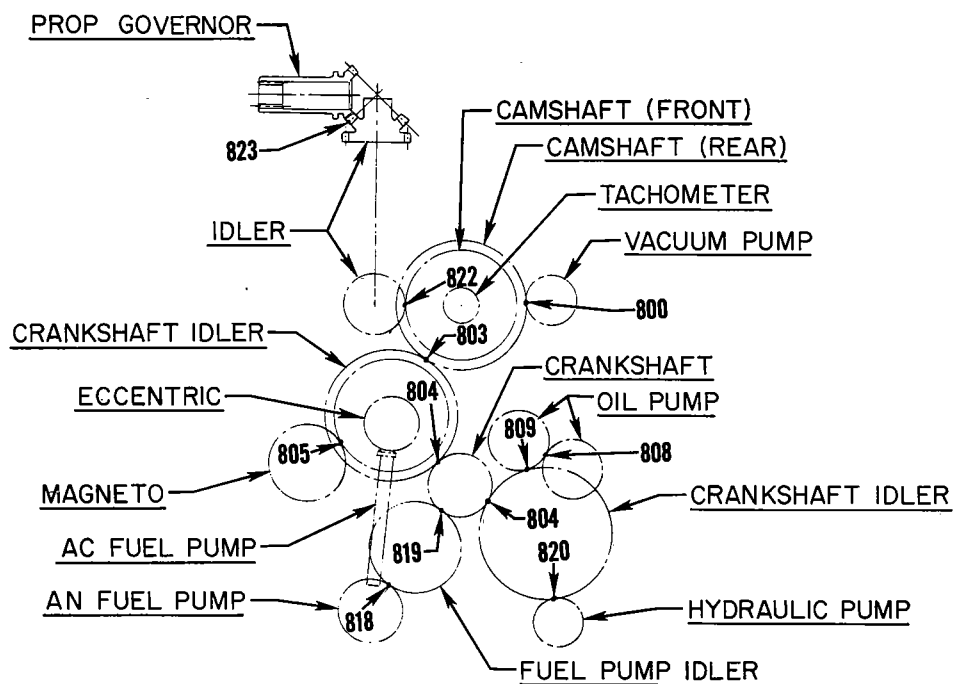 PROP GOVERNOR
823
CAMSHAFT (FRONT)
CAMSHAFT (REAR)
TACHOMETER
VACUUM PUMP
IDLER
822
800
CRANKSHAFT IDLER
803
CRANKSHAFT
ECCENTRIC
804
OIL PUMP
809
808
805
MAGNETO
CRANKSHAFT IDLER
804
AC FUEL PUMP
819
820
AN FUEL PUMP
818
HYDRAULIC PUMP
FUEL PUMP IDLER